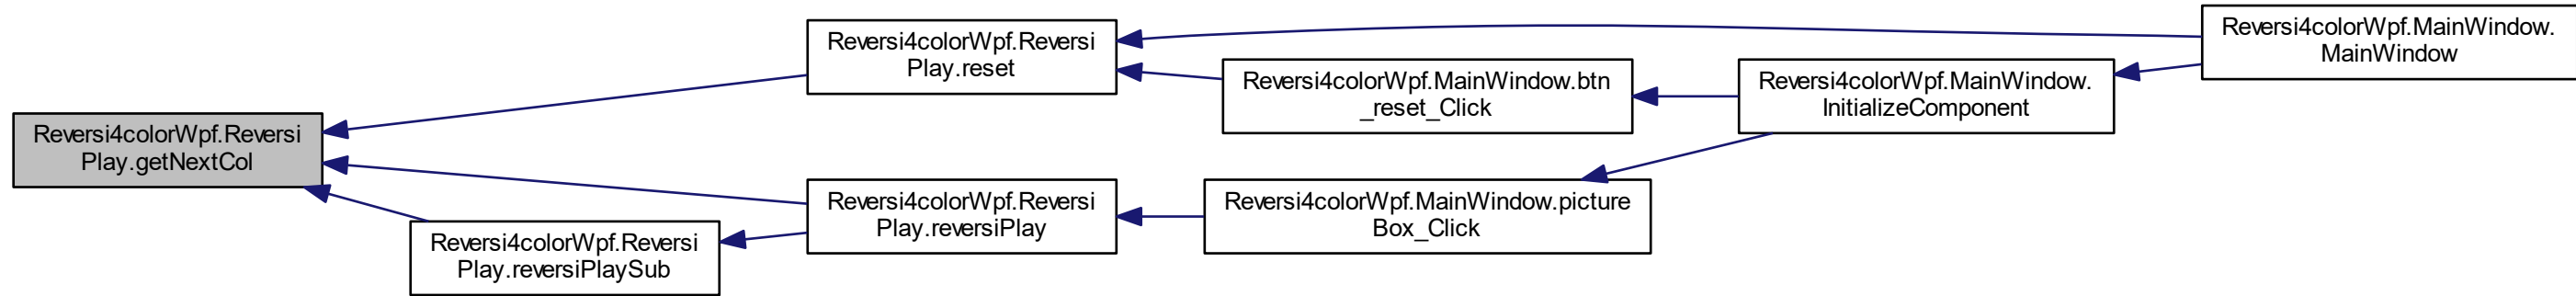 Reversi4colorWpf.Reversi
Play.getNextCol
Reversi4colorWpf.Reversi
Play.reset
Reversi4colorWpf.MainWindow.
MainWindow
Reversi4colorWpf.MainWindow.btn
_reset_Click
Reversi4colorWpf.MainWindow.
InitializeComponent
Reversi4colorWpf.Reversi
Play.reversiPlay
Reversi4colorWpf.MainWindow.picture
Box_Click
Reversi4colorWpf.Reversi
Play.reversiPlaySub